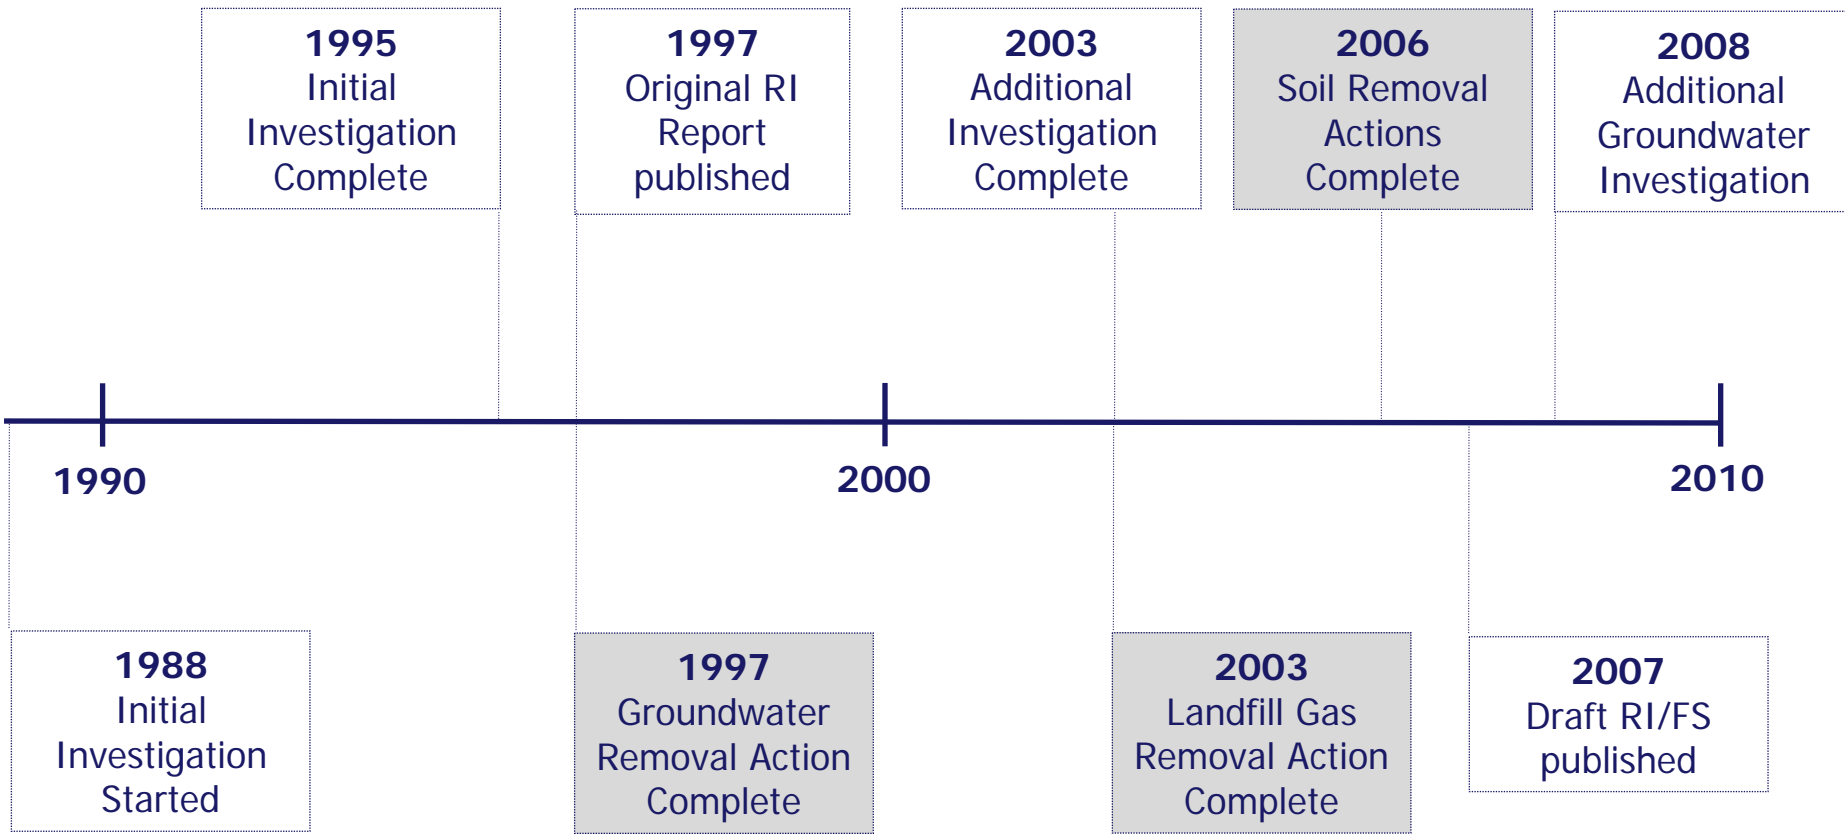 1995
Initial
Investigation
Complete
1997
Original RI
Report
published
2003
Additional
Investigation
Complete
2006
Soil Removal
Actions
Complete
2008
Additional
Groundwater
Investigation
1990
2000
2010
1988
Initial
Investigation
Started
1997
Groundwater
Removal Action
Complete
2003
Landfill Gas
Removal Action
Complete
2007
Draft RI/FS
published